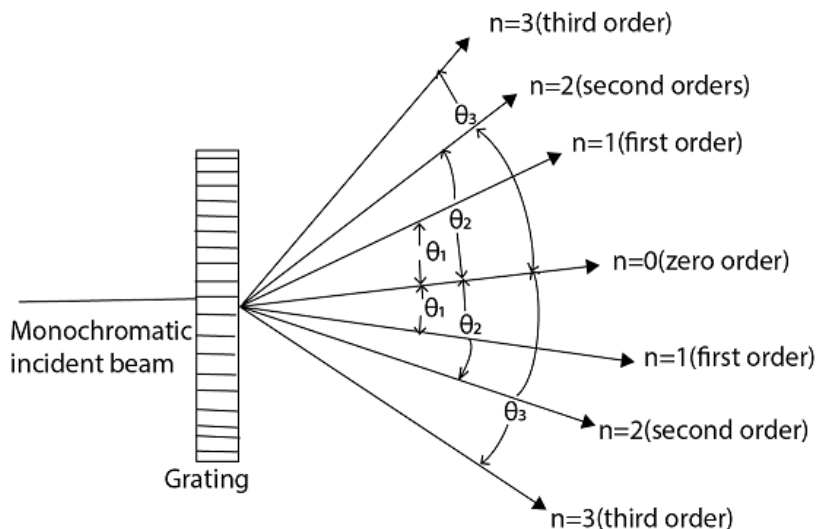 n=3(third order)
n=2(second orders)
θ₃
n=1(first order)
θ₂
θ₁
n=0(zero order)
θ₁
θ₂
Monochromatic
incident beam
n=1(first order)
θ₃
n=2(second order)
Grating
n=3(third order)